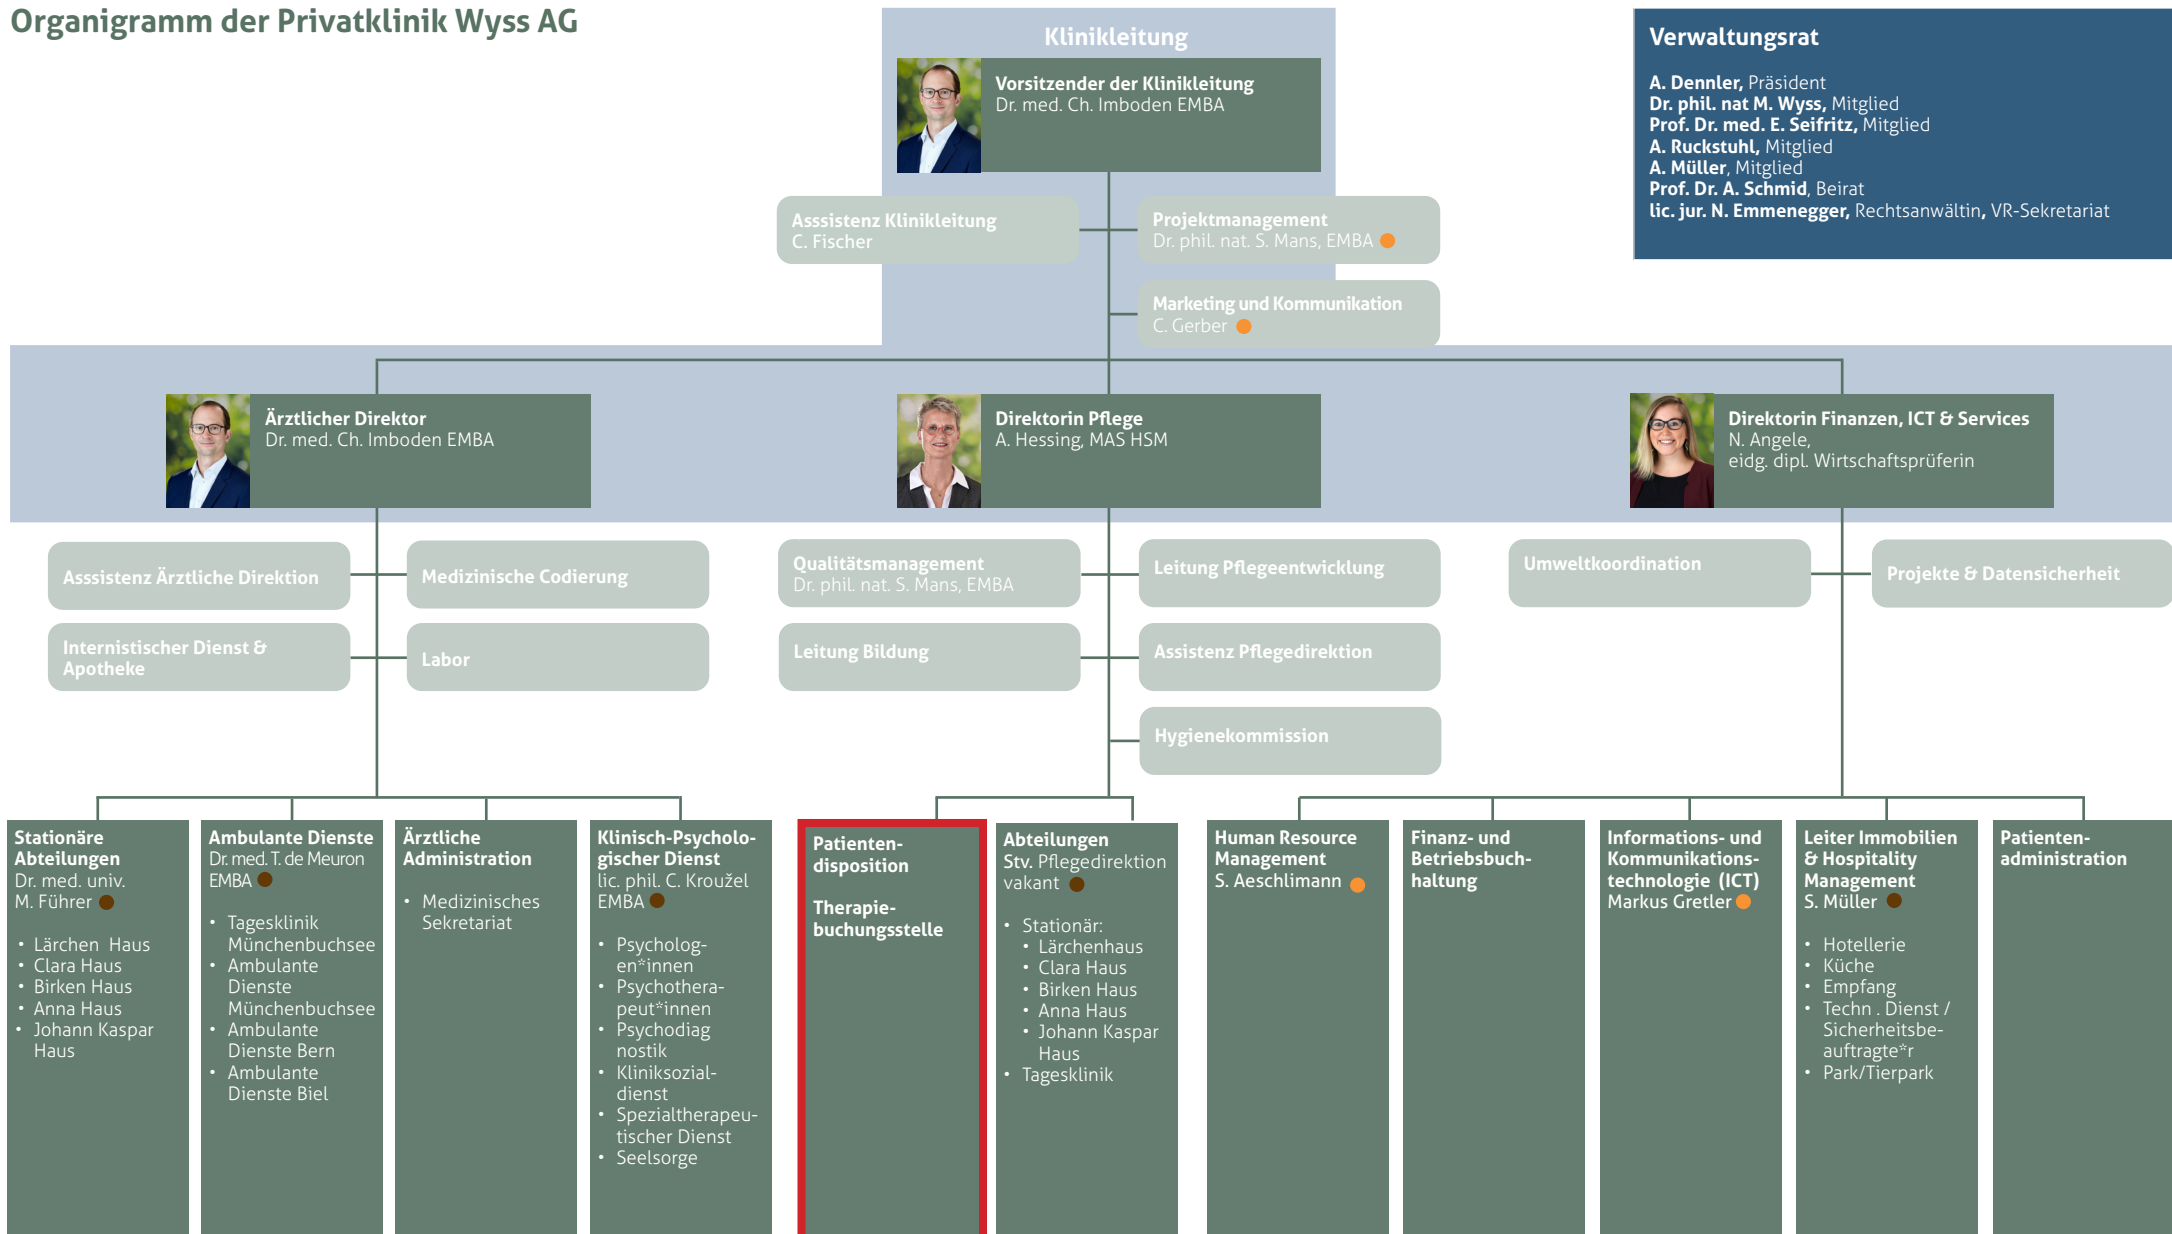 Organigramm der Privatklinik Wyss AG
Klinikleitung
Vorsitzender der Klinikleitung
Dr. med. Ch. Imboden EMBA
Verwaltungsrat
A. Dennler, Präsident
Dr. phil. nat M. Wyss, Mitglied
Prof. Dr. med. E. Seifritz, Mitglied
A. Ruckstuhl, Mitglied
A. Müller, Mitglied
Prof. Dr. A. Schmid, Beirat
lic. jur. N. Emmenegger, Rechtsanwältin, VR-Sekretariat
Asssistenz Klinikleitung
C. Fischer
Projektmanagement
Dr. phil. nat. S. Mans, EMBA
Marketing und Kommunikation
C. Gerber
Ärztlicher Direktor
Dr. med. Ch. Imboden EMBA
Direktorin Pflege
A. Hessing, MAS HSM
Direktorin Finanzen, ICT & Services
N. Angele,
eidg. dipl. Wirtschaftsprüferin
Asssistenz Ärztliche Direktion
Medizinische Codierung
Internistischer Dienst &
Apotheke
Labor
Qualitätsmanagement
Dr. phil. nat. S. Mans, EMBA
Leitung Pflegeentwicklung
Leitung Bildung
Assistenz Pflegedirektion
Hygienekommission
Umweltkoordination
Projekte & Datensicherheit
Stationäre
Abteilungen
Dr. med. univ.
M. Führer
• Lärchen Haus
• Clara Haus
• Birken Haus
• Anna Haus
• Johann Kaspar
Haus
Ambulante Dienste
Dr. med. T. de Meuron
EMBA
• Tagesklinik
Münchenbuchsee
• Ambulante
Dienste
Münchenbuchsee
• Ambulante
Dienste Bern
• Ambulante
Dienste Biel
Ärztliche
Administration
• Medizinisches
Sekretariat
Klinisch-Psycholo-
gischer Dienst
lic. phil. C. Kroužel
EMBA
• Psycholog-
en*innen
• Psychothera-
peut*innen
• Psychodiag
nostik
• Kliniksozial-
dienst
• Spezialtherapeu-
tischer Dienst
• Seelsorge
Patienten-
disposition
Therapie-
buchungsstelle
Abteilungen
Stv. Pflegedirektion
vakant
• Stationär:
• Lärchenhaus
• Clara Haus
• Birken Haus
• Anna Haus
• Johann Kaspar
Haus
• Tagesklinik
Human Resource
Management
S. Aeschlimann
Finanz- und
Betriebsbuch-
haltung
Informations- und
Kommunikations-
technologie (ICT)
Markus Gretler
Leiter Immobilien
& Hospitality
Management
S. Müller
• Hotellerie
• Küche
• Empfang
• Techn . Dienst /
Sicherheitsbe-
auftragte*r
• Park/Tierpark
Patienten-
administration